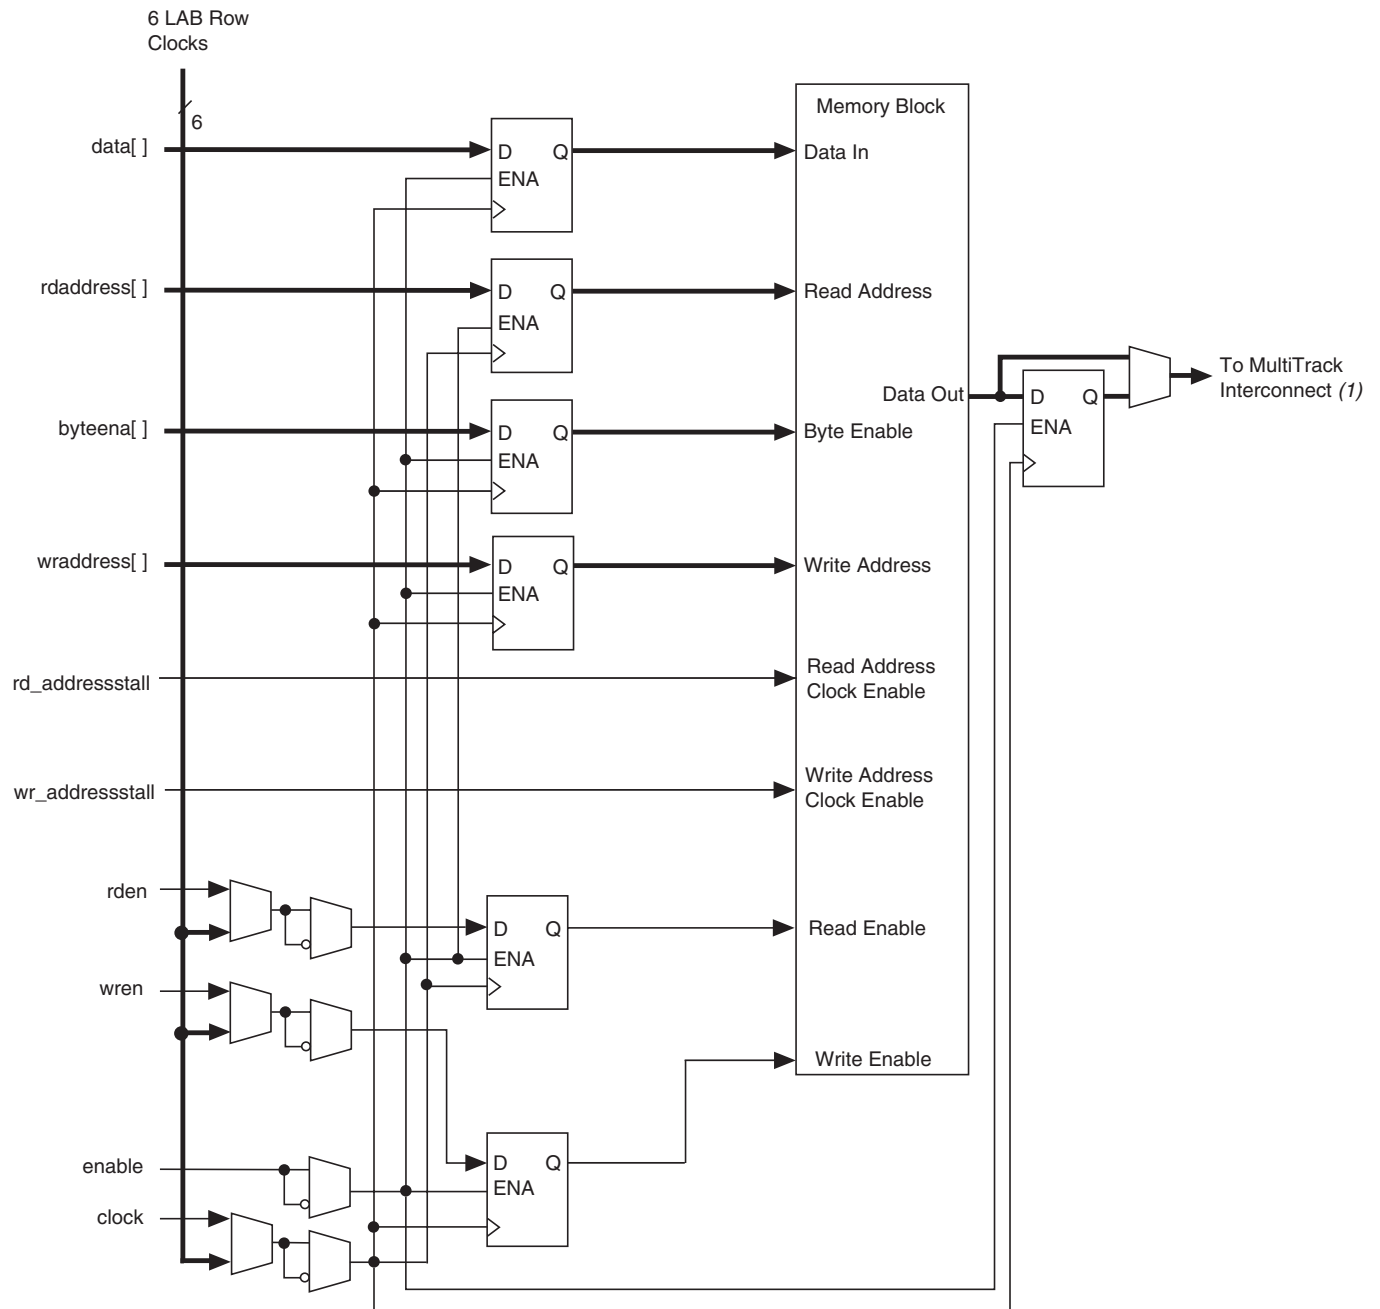 6 LAB Row
Clocks
6
Memory Block
data[ ]
D Q
Data In
ENA
rdaddress[ ]
D Q
Read Address
ENA
To MultiTrack
Interconnect (1)
Data Out
D Q
ENA
byteena[ ]
D Q
Byte Enable
ENA
wraddress[ ]
D Q
Write Address
ENA
rd_addressstall
Read Address
Clock Enable
wr_addressstall
Write Address
Clock Enable
rden
D Q
Read Enable
ENA
wren
Write Enable
enable
D Q
ENA
clock